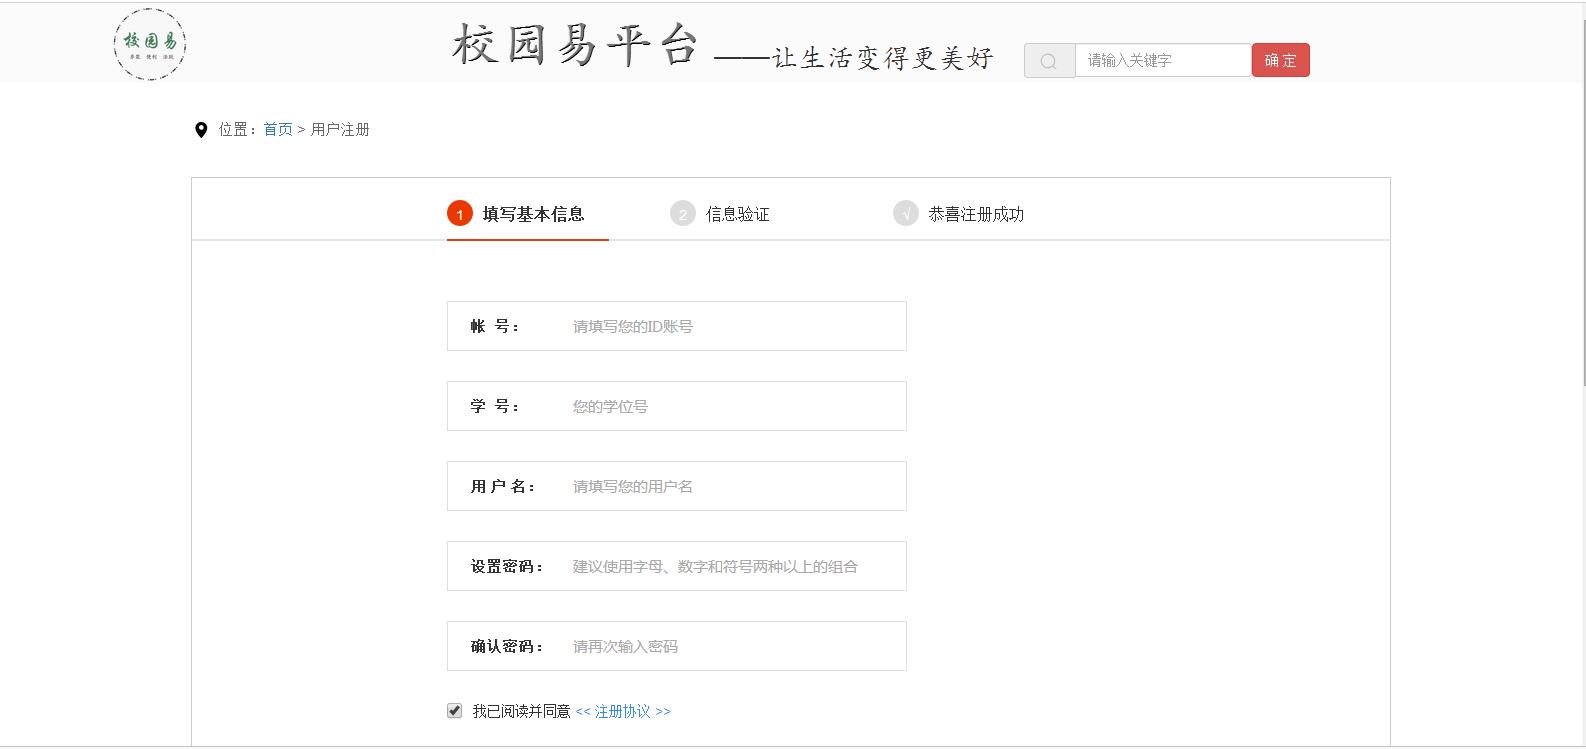 校园易
校园易平台 ——让生活变得更美好
请输入关键字 确 定
位置：首页 > 用户注册
1 填写基本信息 2 信息验证 √ 恭喜注册成功
帐 号： 请填写您的ID账号
学 号： 您的学位号
用 户 名： 请填写您的用户名
设置密码： 建议使用字母、数字和符号两种以上的组合
确认密码： 请再次输入密码
我已阅读并同意 << 注册协议 >>